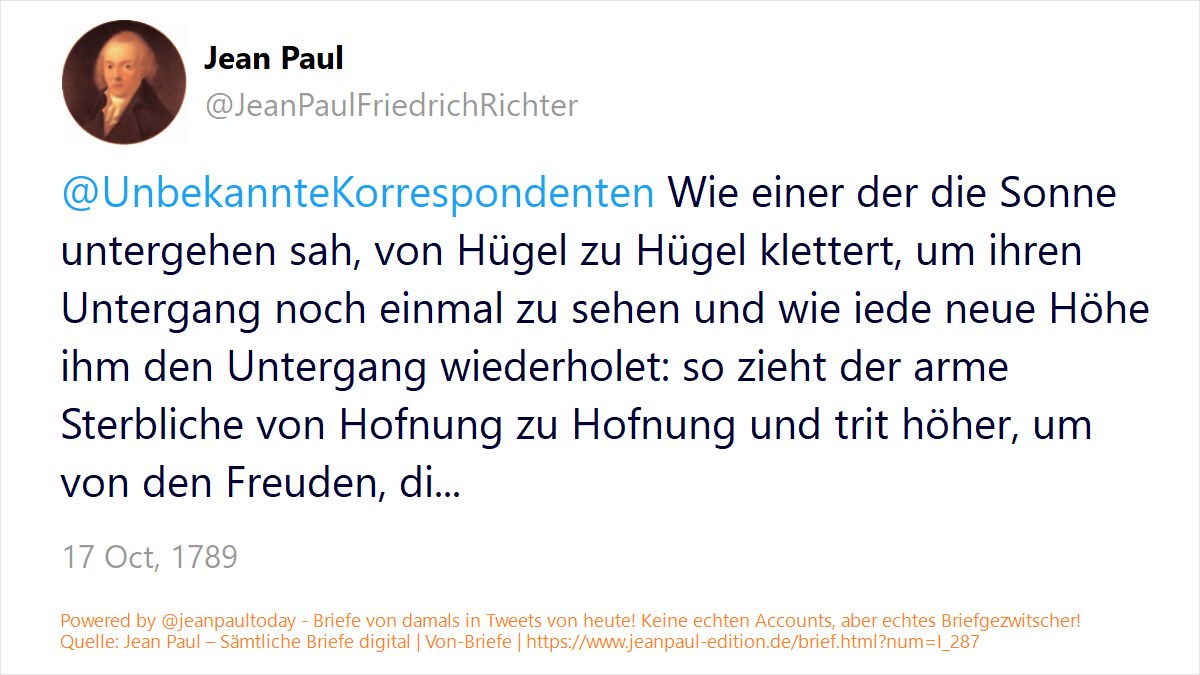 Jean Paul
@JeanPaulFriedrichRichter
@UnbekannteKorrespondenten Wie einer der die Sonne
untergehen sah, von Hügel zu Hügel klettert, um ihren
Untergang noch einmal zu sehen und wie iede neue Höhe
ihm den Untergang wiederholet: so zieht der arme
Sterbliche von Hofnung zu Hofnung und trit höher, um
von den Freuden, di...
17 Oct, 1789
Powered by @jeanpaultoday - Briefe von damals in Tweets von heute! Keine echten Accounts, aber echtes Briefgezwitscher!
Quelle: Jean Paul – Sämtliche Briefe digital | Von-Briefe | https://www.jeanpaul-edition.de/brief.html?num=I_287